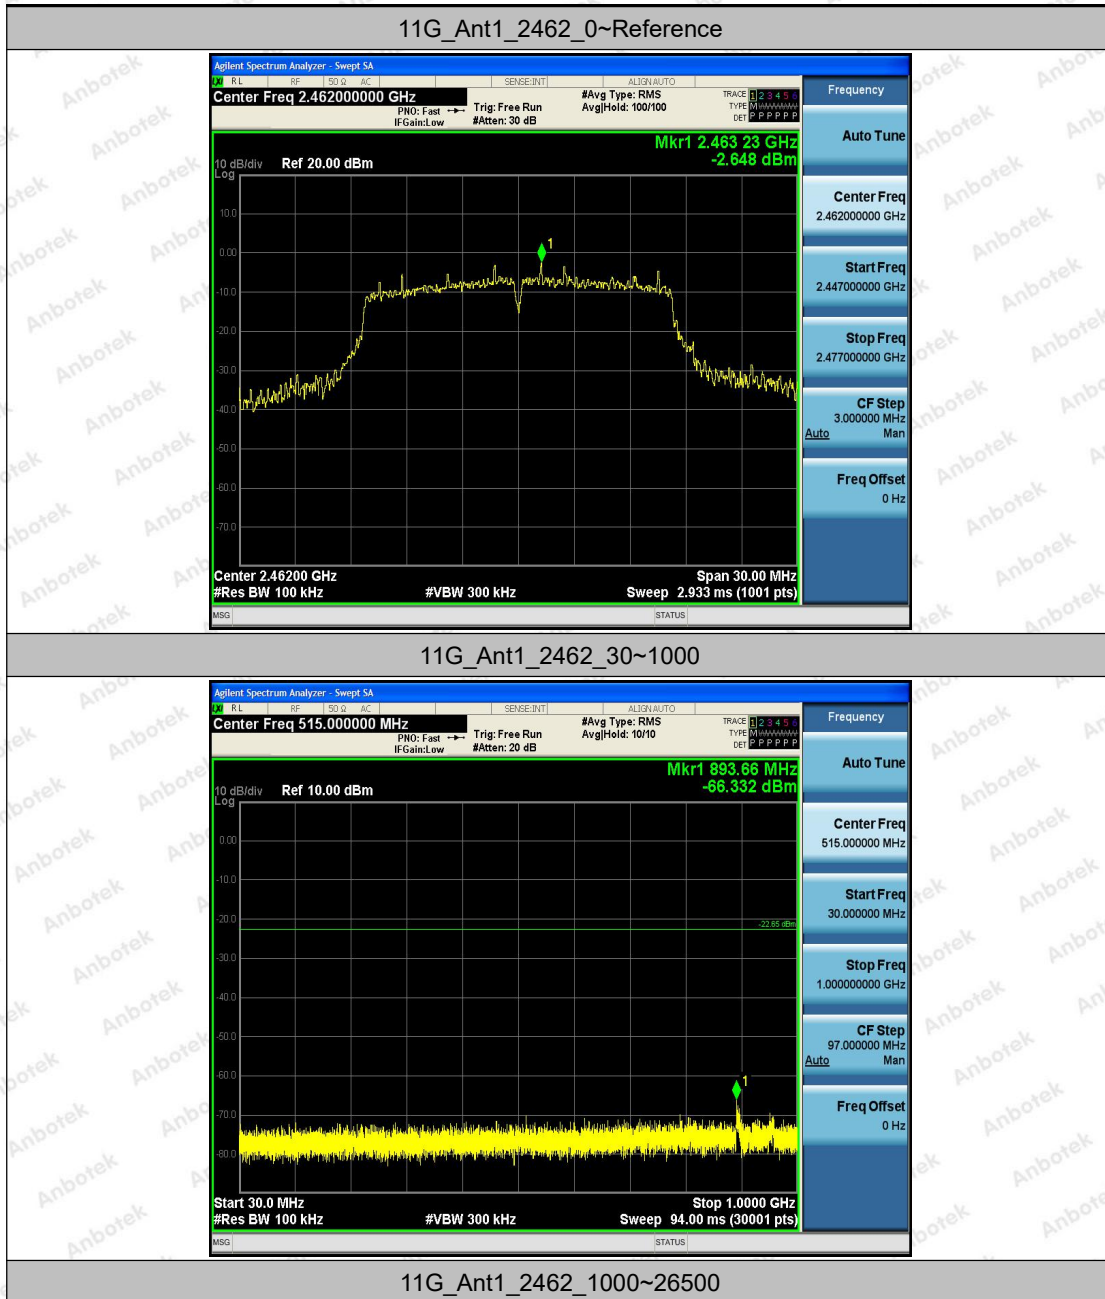 11G_Ant1_2462_0~Reference
Agilent Spectrum Analyzer - Swept SA
RL RF 50 Ω AC SENSE:INT ALIGN AUTO
Center Freq 2.462000000 GHz
PNO: Fast
IFGain:Low
Trig: Free Run
#Atten: 30 dB
#Avg Type: RMS
Avg|Hold: 100/100
TRACE 1 2 3 4 5 6
TYPE M
DET P P P P P P
Mkr1 2.463 23 GHz
-2.648 dBm
10 dB/div Ref 20.00 dBm
Log
10.0
0.00
-10.0
-20.0
-30.0
-40.0
-50.0
-60.0
-70.0
1
Center 2.46200 GHz Span 30.00 MHz
#Res BW 100 kHz #VBW 300 kHz Sweep 2.933 ms (1001 pts)
MSG STATUS
Frequency
Auto Tune
Center Freq
2.462000000 GHz
Start Freq
2.447000000 GHz
Stop Freq
2.477000000 GHz
CF Step
3.000000 MHz
Auto Man
Freq Offset
0 Hz
11G_Ant1_2462_30~1000
Agilent Spectrum Analyzer - Swept SA
RL RF 50 Ω AC SENSE:INT ALIGN AUTO
Center Freq 515.000000 MHz
PNO: Fast
IFGain:Low
Trig: Free Run
#Atten: 20 dB
#Avg Type: RMS
Avg|Hold: 10/10
TRACE 1 2 3 4 5 6
TYPE M
DET P P P P P P
Mkr1 893.66 MHz
-66.332 dBm
10 dB/div Ref 10.00 dBm
Log
0.00
-10.0
-20.0
-30.0
-40.0
-50.0
-60.0
-70.0
-80.0
-22.65 dBm
1
Start 30.0 MHz Stop 1.0000 GHz
#Res BW 100 kHz #VBW 300 kHz Sweep 94.00 ms (30001 pts)
MSG STATUS
Frequency
Auto Tune
Center Freq
515.000000 MHz
Start Freq
30.000000 MHz
Stop Freq
1.000000000 GHz
CF Step
97.000000 MHz
Auto Man
Freq Offset
0 Hz
11G_Ant1_2462_1000~26500
Anbotek